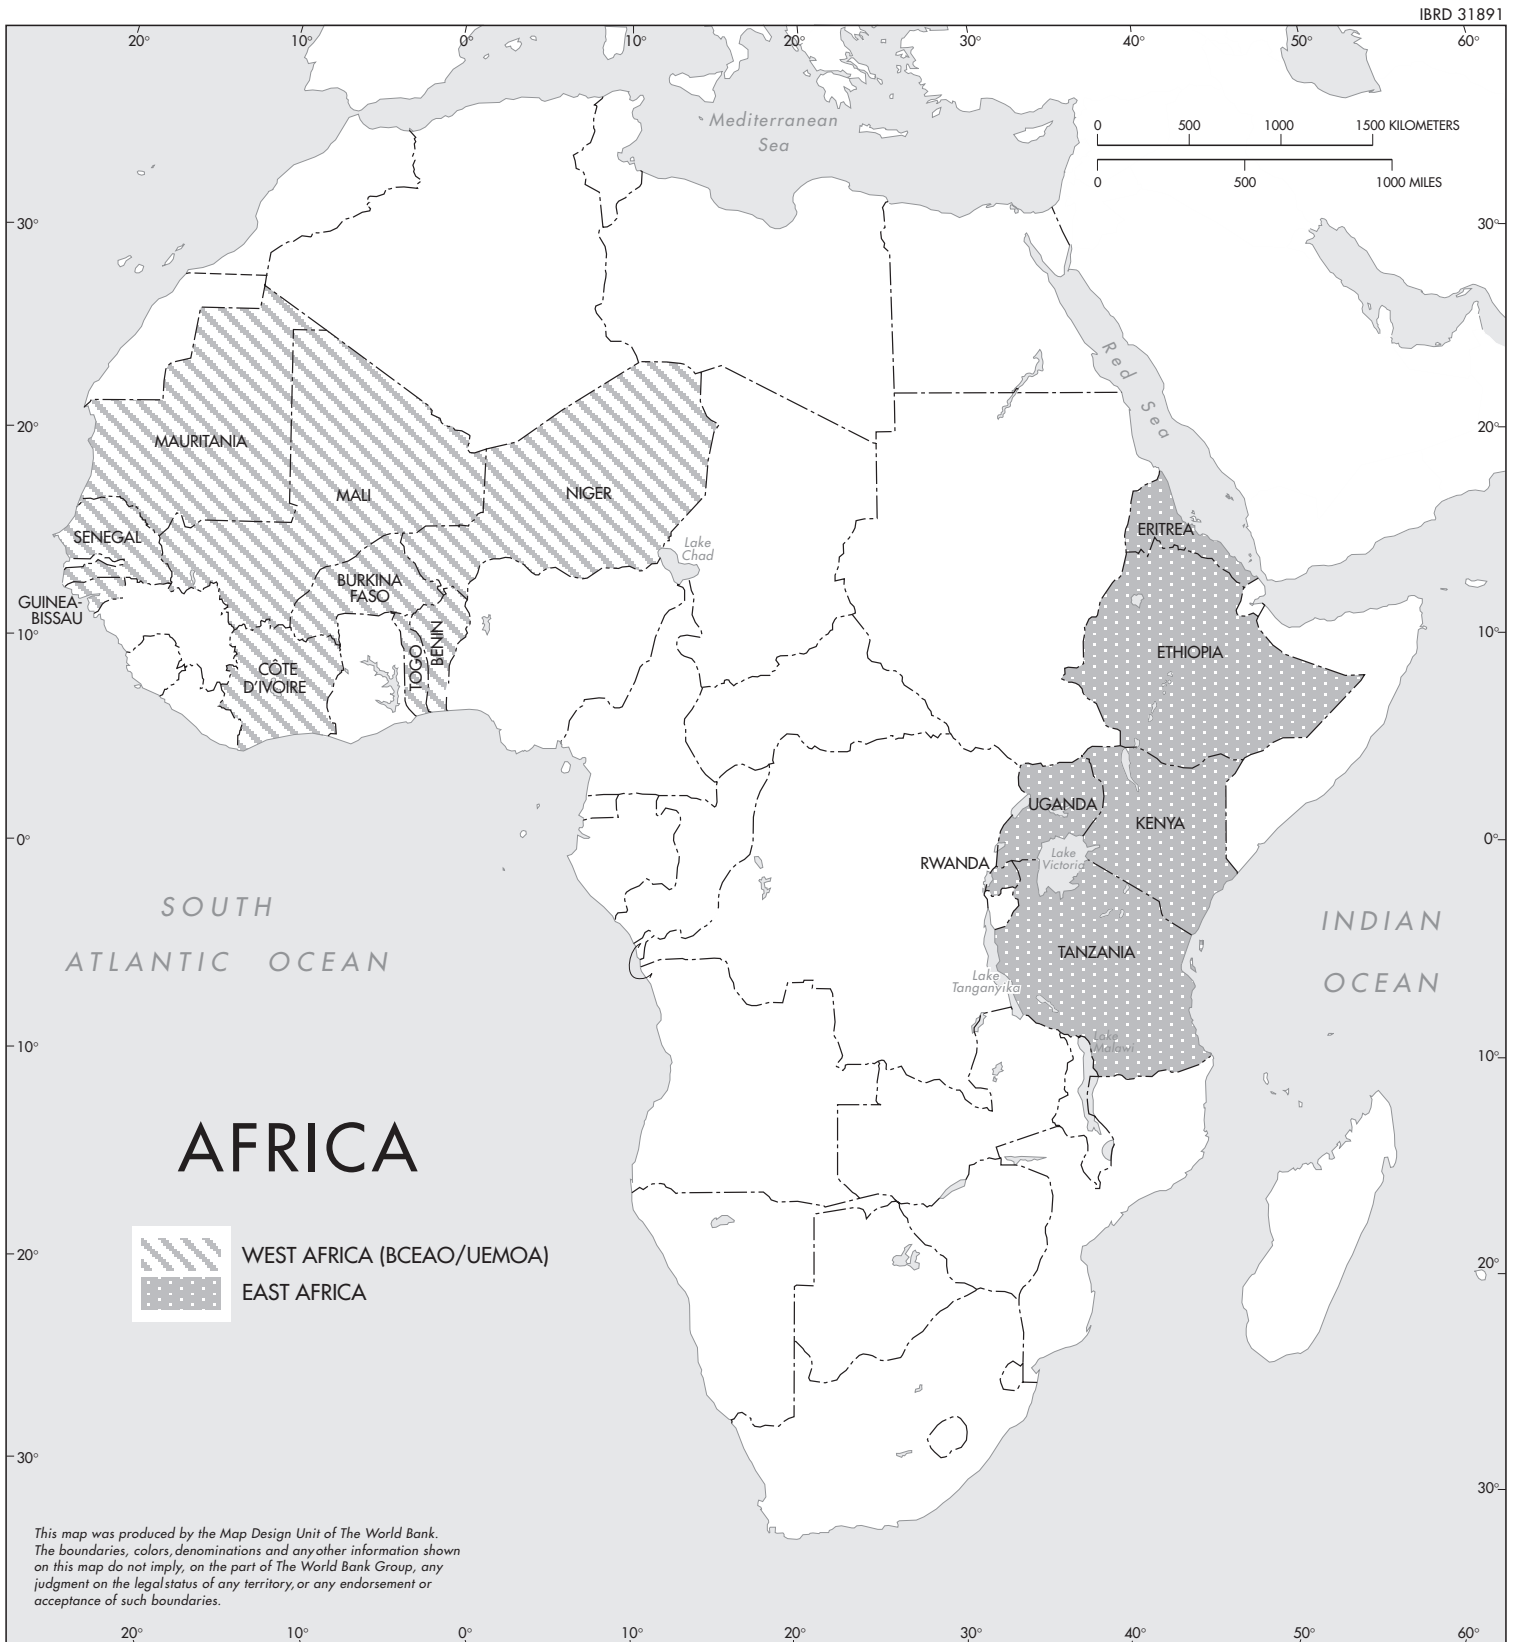 IBRD 31891
20°
10°
0°
10°
20°
30°
40°
50°
60°
Mediterranean
Sea
0
500
1000
1500 KILOMETERS
0
500
1000 MILES
30°
30°
Red Sea
20°
20°
MAURITANIA
MALI
NIGER
SENEGAL
ERITREA
Lake
Chad
BURKINA
FASO
GUINEA-
BISSAU
10°
10°
BENIN
TOGO
ETHIOPIA
CÔTE
D'IVOIRE
UGANDA
KENYA
0°
0°
RWANDA
Lake
Victoria
SOUTH
ATLANTIC OCEAN
INDIAN
OCEAN
TANZANIA
Lake
Tanganyika
Lake
Malawi
10°
10°
AFRICA
WEST AFRICA (BCEAO/UEMOA)
EAST AFRICA
20°
20°
30°
30°
This map was produced by the Map Design Unit of The World Bank.
The boundaries, colors, denominations and any other information shown
on this map do not imply, on the part of The World Bank Group, any
judgment on the legal status of any territory, or any endorsement or
acceptance of such boundaries.
20°
10°
0°
10°
20°
30°
40°
50°
60°